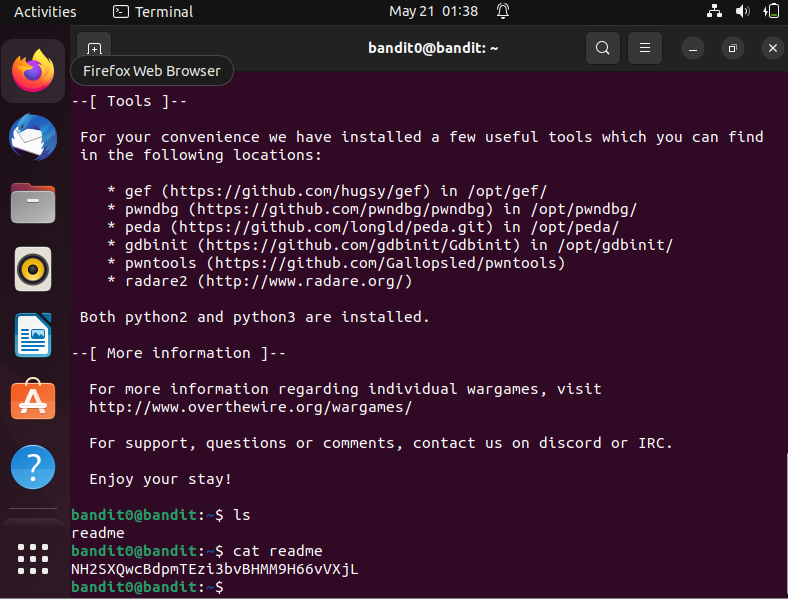 Activities
Terminal
May 21 01:38
bandit0@bandit: ~
Firefox Web Browser
--[ Tools ]--
For your convenience we have installed a few useful tools which you can find
in the following locations:
* gef (https://github.com/hugsy/gef) in /opt/gef/
* pwndbg (https://github.com/pwndbg/pwndbg) in /opt/pwndbg/
* peda (https://github.com/longld/peda.git) in /opt/peda/
* gdbinit (https://github.com/gdbinit/Gdbinit) in /opt/gdbinit/
* pwntools (https://github.com/Gallopsled/pwntools)
* radare2 (http://www.radare.org/)
Both python2 and python3 are installed.
--[ More information ]--
For more information regarding individual wargames, visit
http://www.overthewire.org/wargames/
For support, questions or comments, contact us on discord or IRC.
Enjoy your stay!
bandit0@bandit:~$ ls
readme
bandit0@bandit:~$ cat readme
NH2SXQwcBdpmTEzi3bvBHMM9H66vVXjL
bandit0@bandit:~$